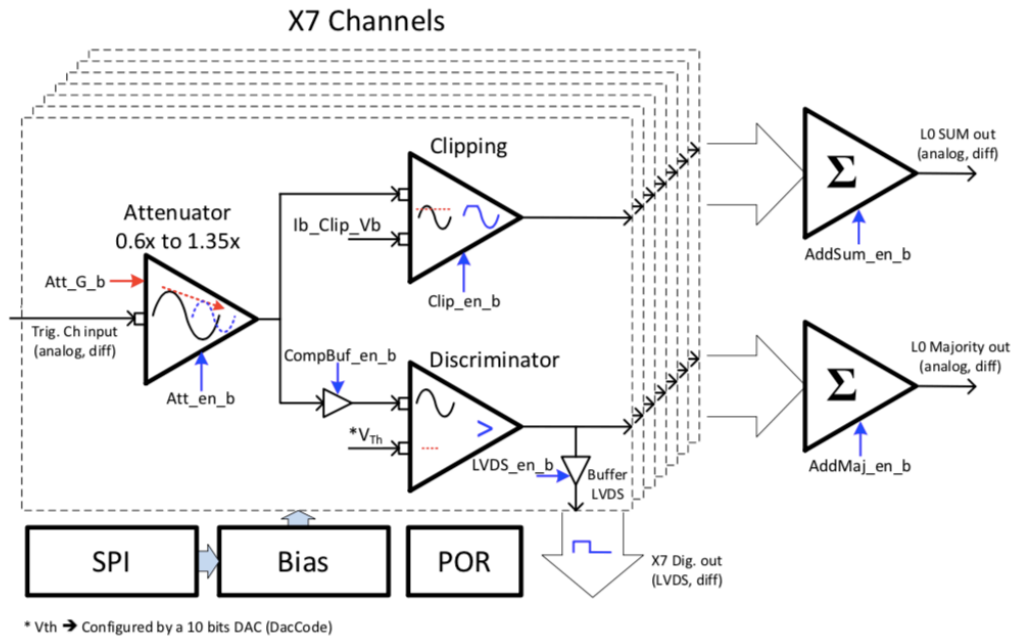 X7 Channels
Clipping
L0 SUM out
(analog, diff)
Σ
Attenuator
0.6x to 1.35x
Ib_Clip_Vb
AddSum_en_b
Att_G_b
Clip_en_b
Trig. Ch input
(analog, diff)
CompBuf_en_b
Discriminator
L0 Majority out
(analog, diff)
Σ
Att_en_b
*VTh
>
LVDS_en_b
Buffer
LVDS
AddMaj_en_b
SPI
Bias
POR
X7 Dig. out
(LVDS, diff)
* Vth ➔ Configured by a 10 bits DAC (DacCode)